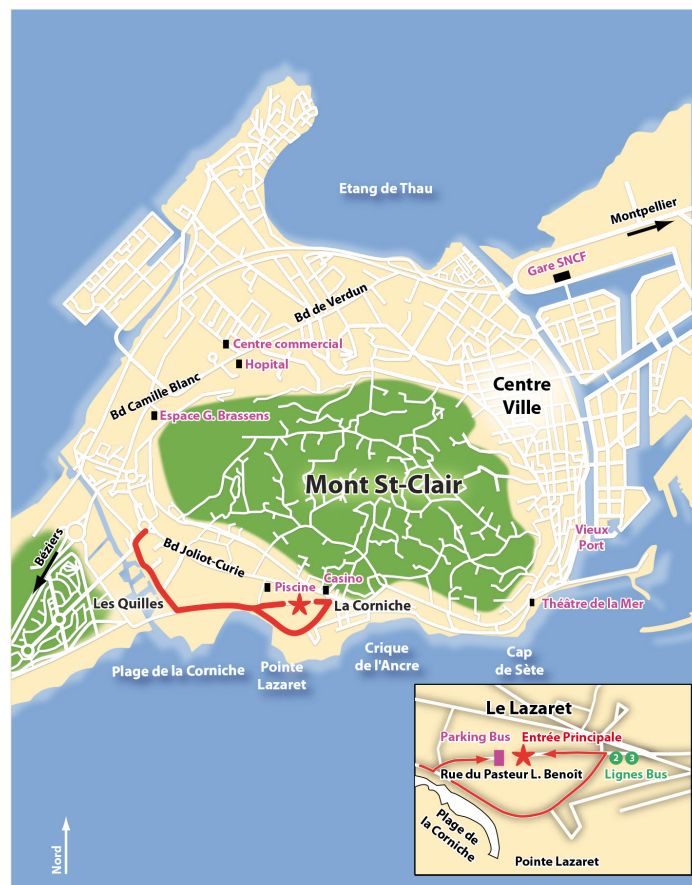 Etang de Thau
Montpellier
Gare SNCF
Bd de Verdun
Centre commercial
Hopital
Bd Camille Blanc
Espace G. Brassens
Centre
Ville
Mont St-Clair
Béziers
Bd Joliot-Curie
Vieux
Port
Piscine
Casino
Les Quilles
La Corniche
Théâtre de la Mer
Plage de la Corniche
Pointe
Lazaret
Crique
de l'Ancre
Cap
de Sète
Le Lazaret
Parking Bus
Entrée Principale
2 3
Rue du Pasteur L. Benoît
Lignes Bus
Plage de
la Corniche
Pointe Lazaret
Nord